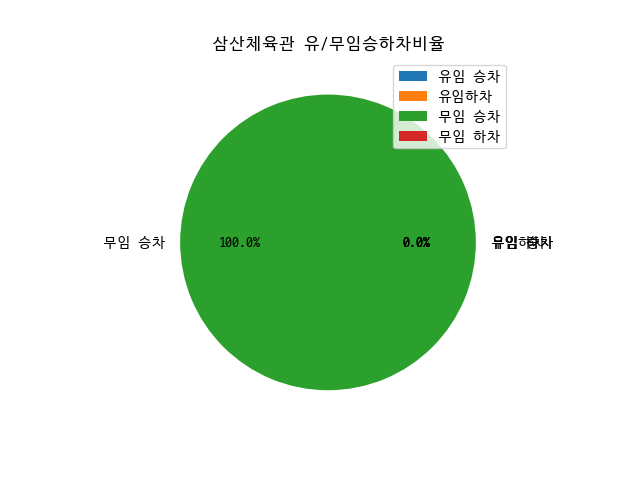 삼산체육관 유/무임승하차비율
유임 승차
유임하차
무임 승차
무임 하차
무임 승차
100.0%
0.0%